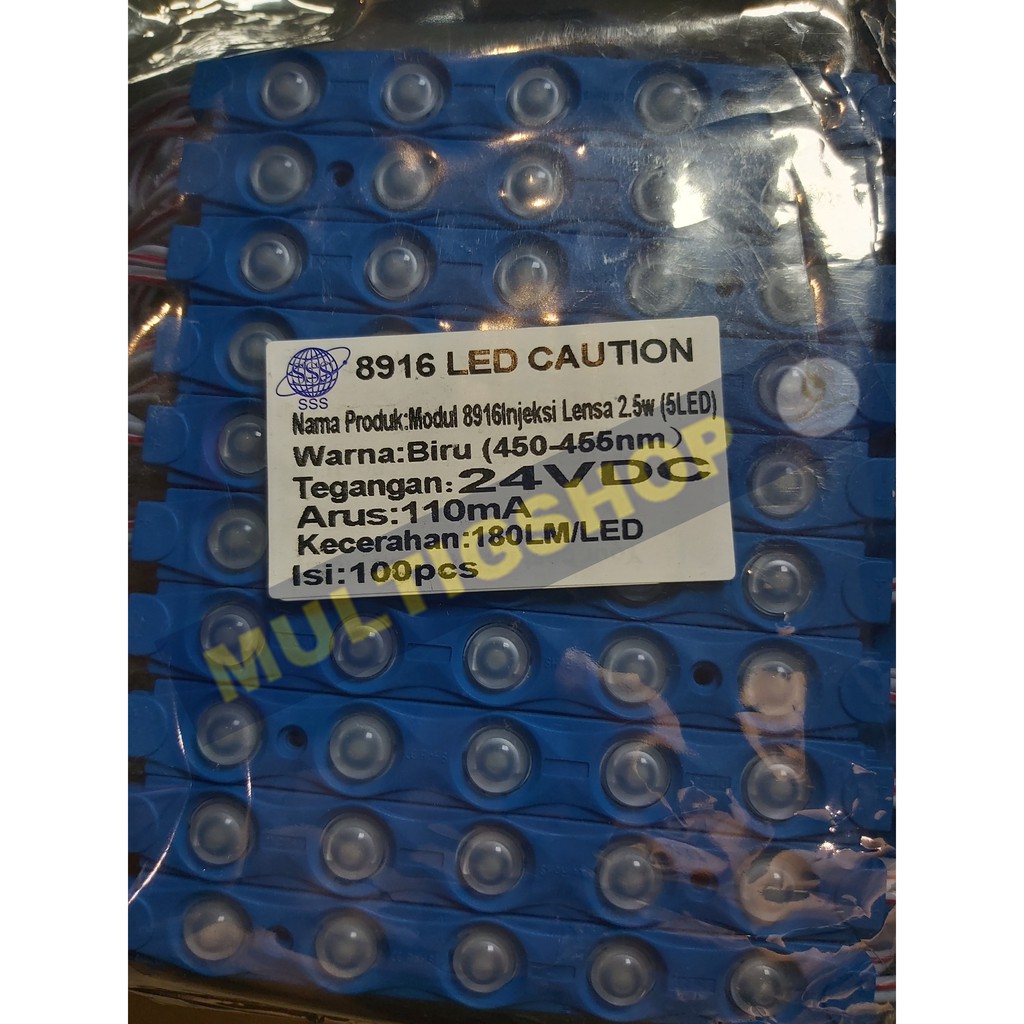 8916 LED CAUTION
SSS
SSS
Nama Produk:Modul 8916Injeksi Lensa 2.5w (5LED)
Warna:Biru (450-455nm)
Tegangan: 24VDC
Arus:110mA
Kecerahan:180LM/LED
Isi:100pcs
MULTIGSHOP